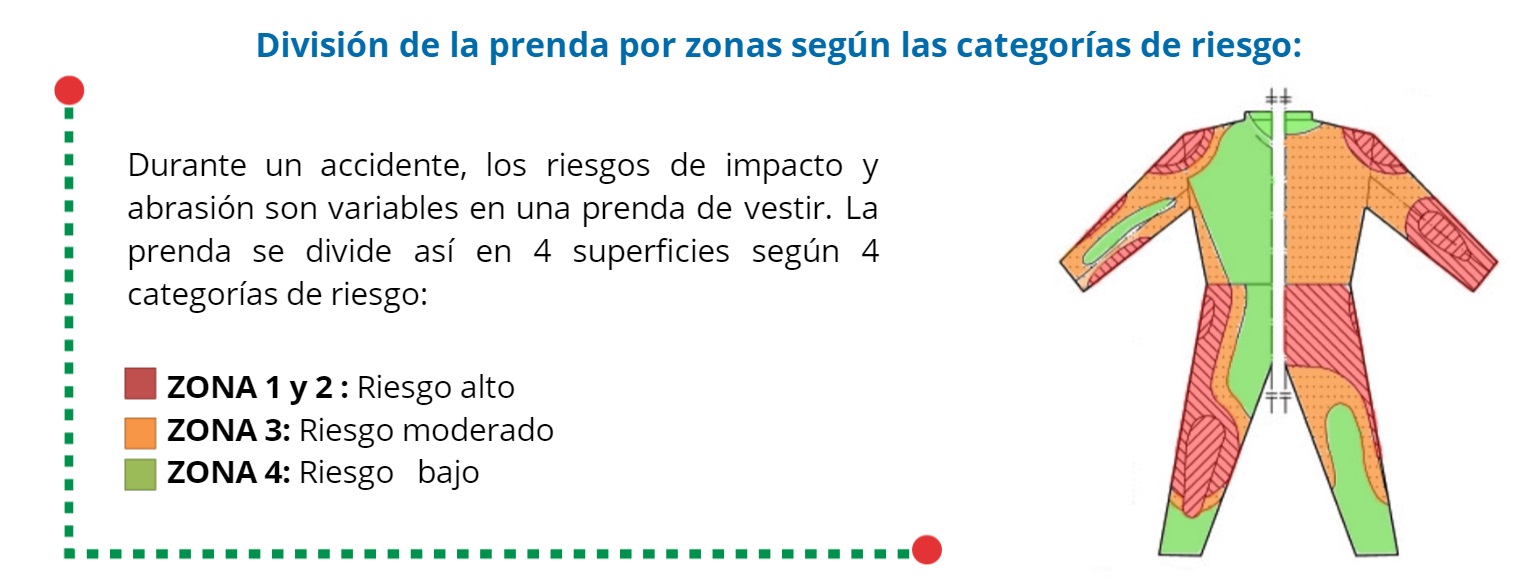 División de la prenda por zonas según las categorías de riesgo:
Durante un accidente, los riesgos de impacto y
abrasión son variables en una prenda de vestir. La
prenda se divide así en 4 superficies según 4
categorías de riesgo:
ZONA 1 y 2 : Riesgo alto
ZONA 3: Riesgo moderado
ZONA 4: Riesgo bajo